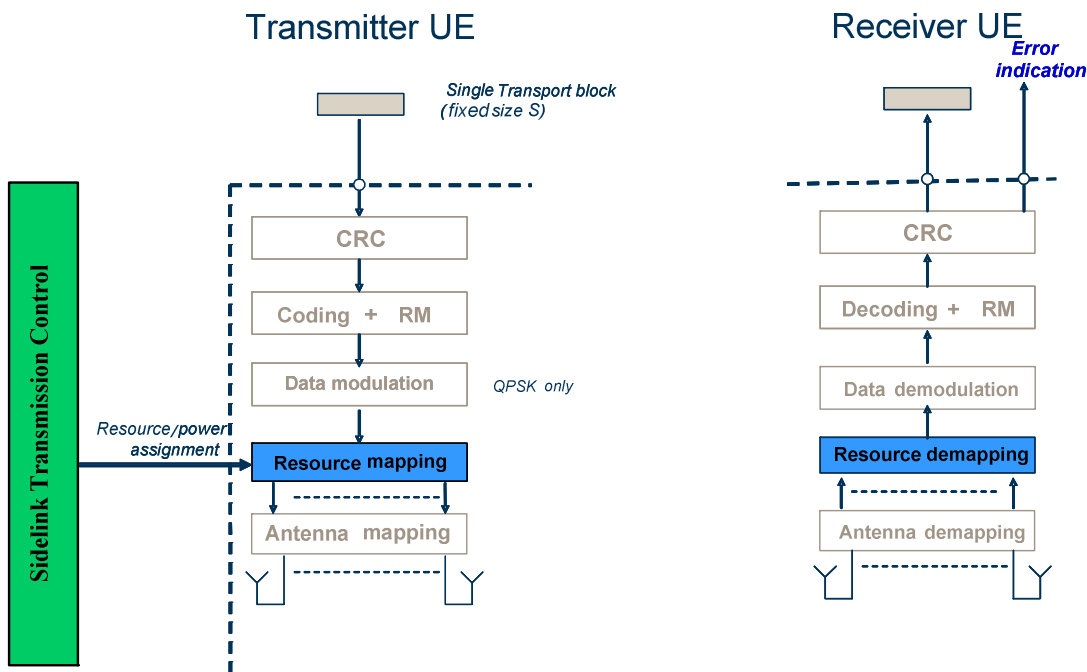 Transmitter UE
Receiver UE
Error
indication
Single Transport block
(fixed size S)
Sidelink Transmission Control
CRC
Coding + RM
Data modulation
QPSK only
Resource/power
assignment
Resource mapping
Antenna mapping
CRC
Decoding + RM
Data demodulation
Resource demapping
Antenna demapping